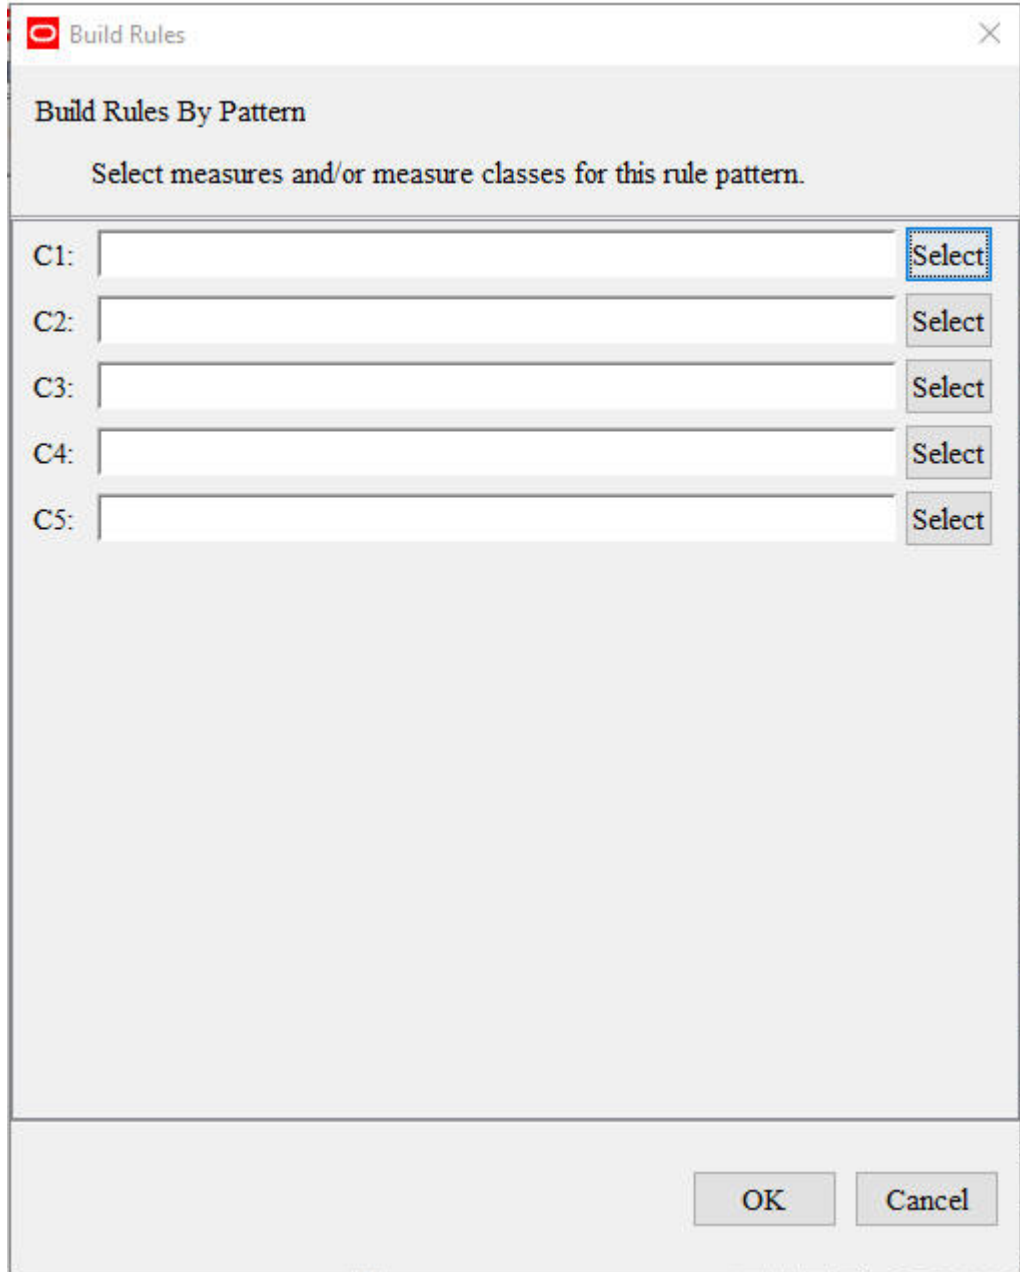 Build Rules
Build Rules By Pattern
Select measures and/or measure classes for this rule pattern.
C1: Select
C2: Select
C3: Select
C4: Select
C5: Select
OK Cancel